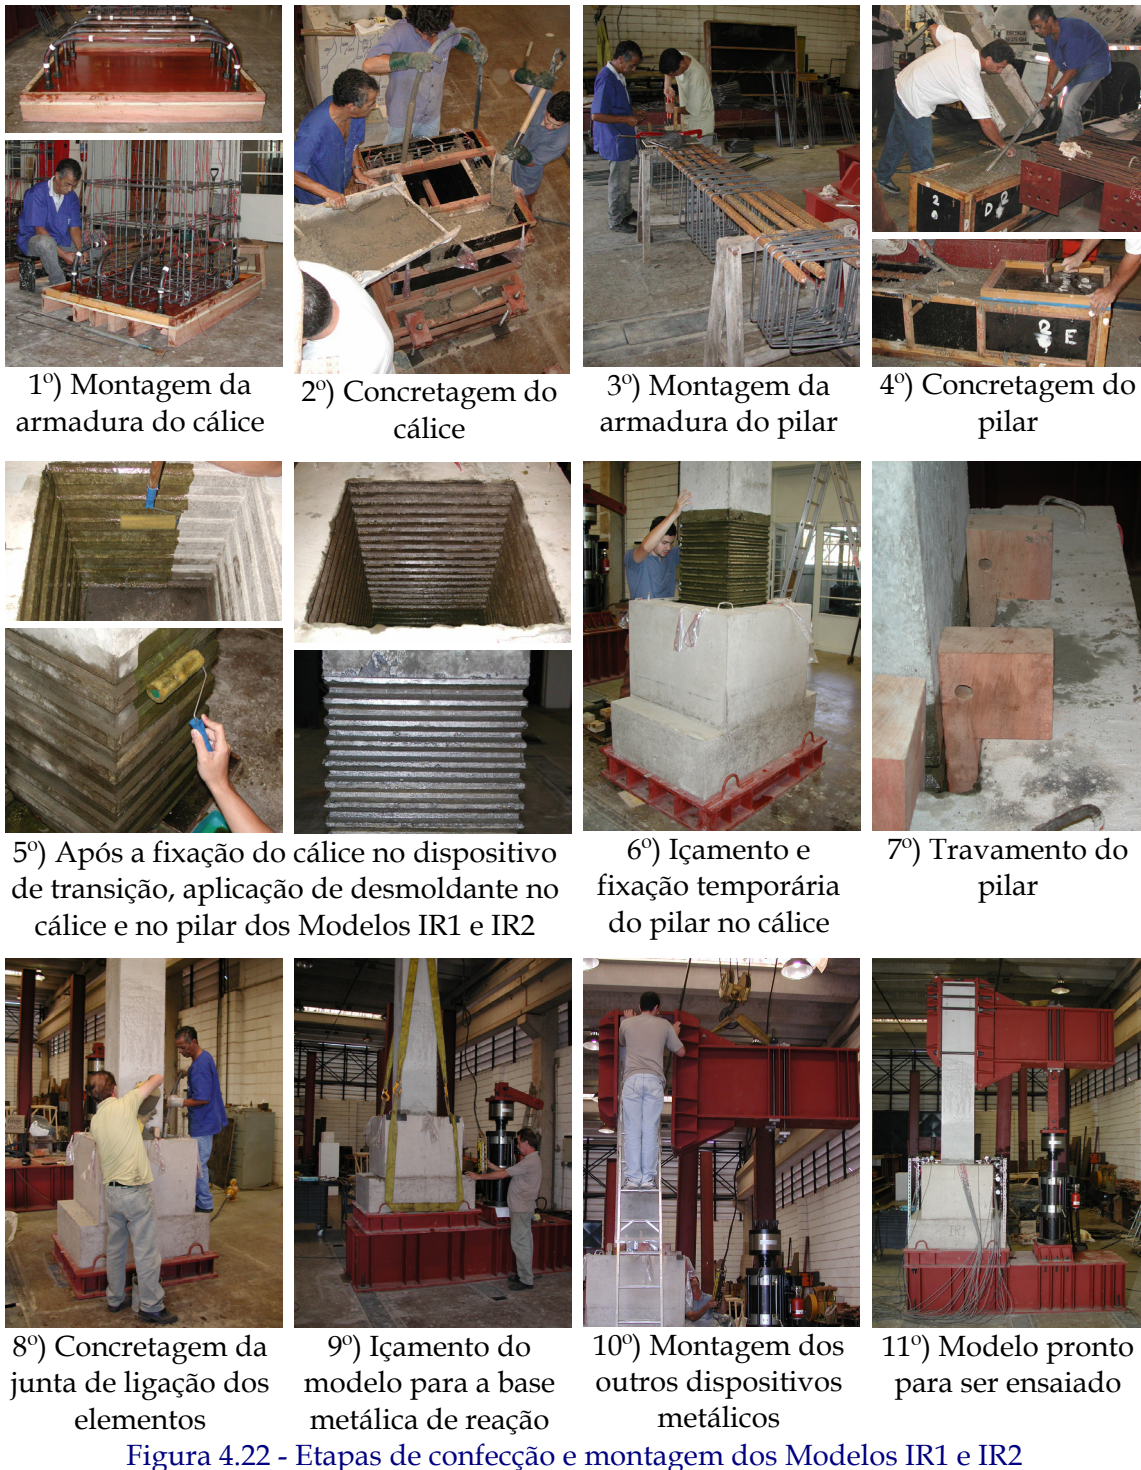 1º) Montagem da
armadura do cálice
2º) Concretagem do
cálice
3º) Montagem da
armadura do pilar
4º) Concretagem do
pilar
2
D R
R E
5º) Após a fixação do cálice no dispositivo
de transição, aplicação de desmoldante no
cálice e no pilar dos Modelos IR1 e IR2
6º) Içamento e
fixação temporária
do pilar no cálice
7º) Travamento do
pilar
8º) Concretagem da
junta de ligação dos
elementos
9º) Içamento do
modelo para a base
metálica de reação
10º) Montagem dos
outros dispositivos
metálicos
IR1
11º) Modelo pronto
para ser ensaiado
Figura 4.22 - Etapas de confecção e montagem dos Modelos IR1 e IR2